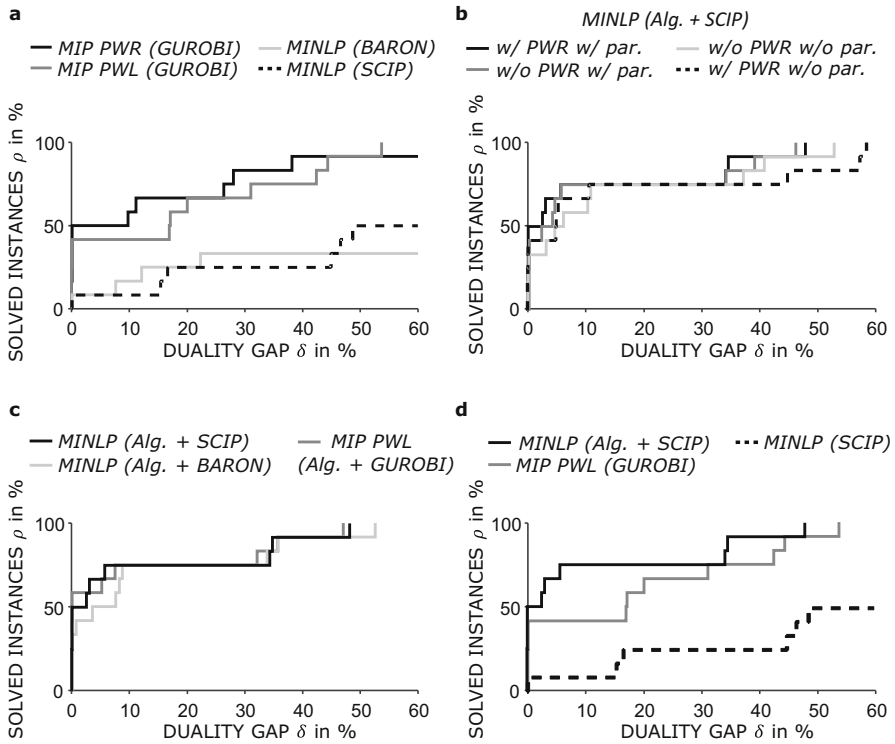 a
MIP PWR (GUROBI)
MINLP (BARON)
MIP PWL (GUROBI)
MINLP (SCIP)
SOLVED INSTANCES ρ in %
100
50
0
0 10 20 30 40 50 60
DUALITY GAP δ in %
b
MINLP (Alg. + SCIP)
w/ PWR w/ par.
w/o PWR w/o par.
w/o PWR w/ par.
w/ PWR w/o par.
SOLVED INSTANCES ρ in %
100
50
0
0 10 20 30 40 50 60
DUALITY GAP δ in %
c
MINLP (Alg. + SCIP)
MIP PWL
MINLP (Alg. + BARON)
(Alg. + GUROBI)
SOLVED INSTANCES ρ in %
100
50
0
0 10 20 30 40 50 60
DUALITY GAP δ in %
d
MINLP (Alg. + SCIP)
MINLP (SCIP)
MIP PWL (GUROBI)
SOLVED INSTANCES ρ in %
100
50
0
0 10 20 30 40 50 60
DUALITY GAP δ in %